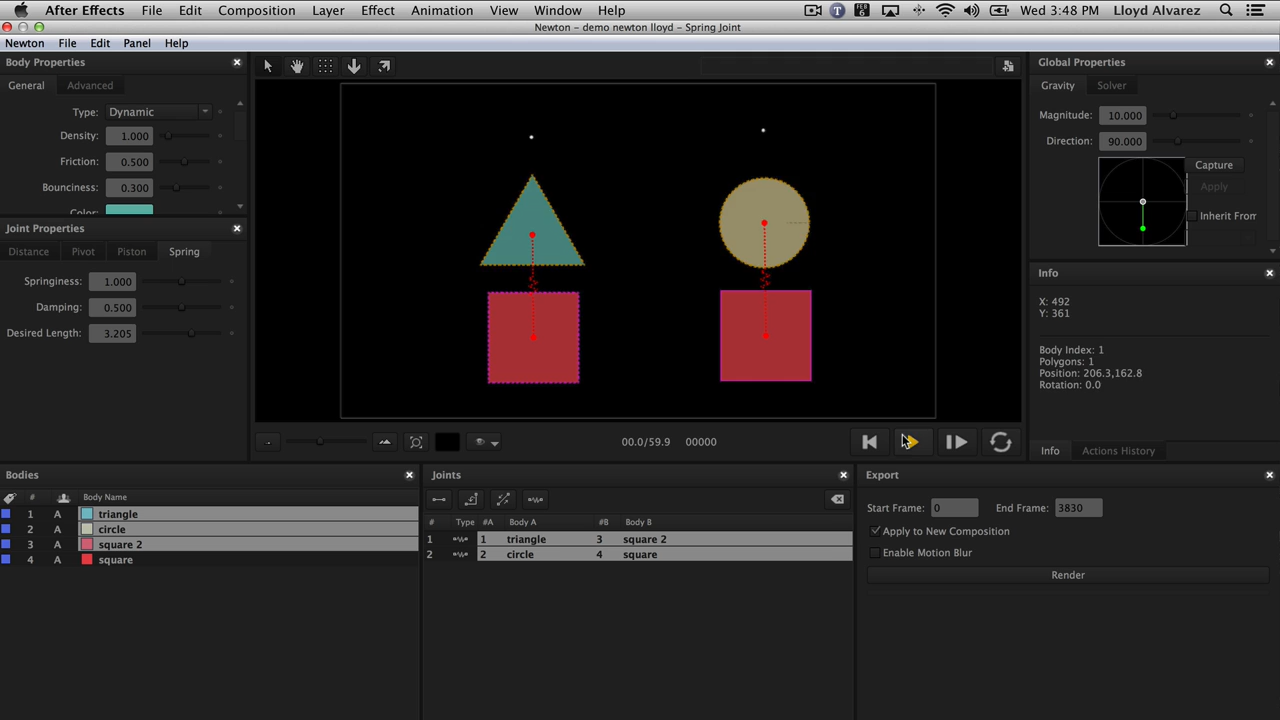 After Effects File Edit Composition Layer Effect Animation View Window Help Wed 3:48 PM Lloyd Alvarez
Newton - demo newton lloyd - Spring Joint
Newton File Edit Panel Help
Body Properties
General Advanced
Type: Dynamic
Density: 1.000
Friction: 0.500
Bounciness: 0.300
Color:
Joint Properties
Distance Pivot Piston Spring
Springiness: 1.000
Damping: 0.500
Desired Length: 3.205
00.0/59.9 00000
Global Properties
Gravity Solver
Magnitude: 10.000
Direction: 90.000
Capture
Apply
Inherit From
Info
X: 492
Y: 361
Body Index: 1
Polygons: 1
Position: 206.3,162.8
Rotation: 0.0
Info Actions History
Bodies
# Body Name
1 A triangle
2 A circle
3 A square 2
4 A square
Joints
# Type #A Body A #B Body B
1 1 triangle 3 square 2
2 2 circle 4 square
Export
Start Frame: 0 End Frame: 3830
Apply to New Composition
Enable Motion Blur
Render